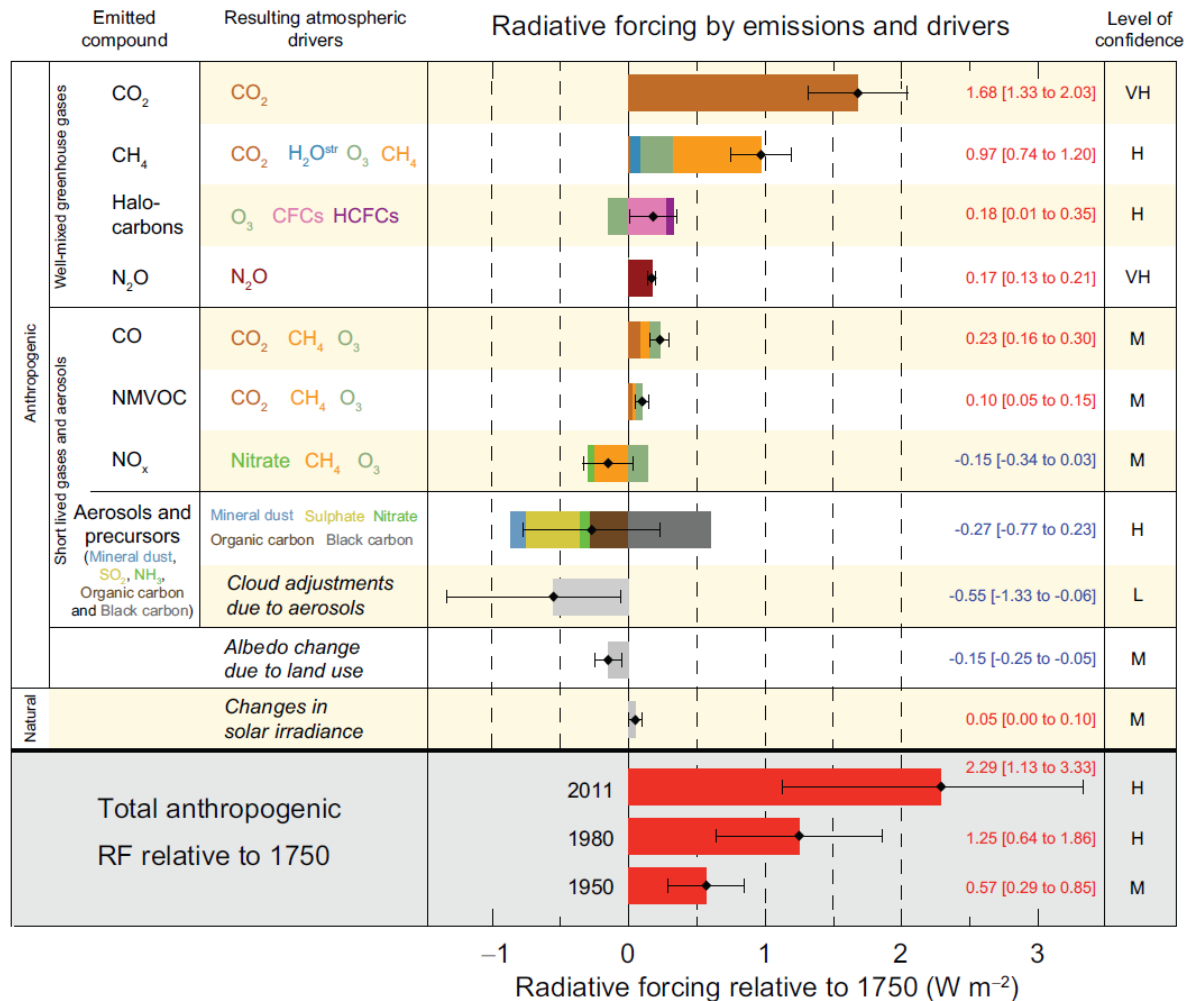 Emitted compound
Resulting atmospheric drivers
Radiative forcing by emissions and drivers
Level of confidence
Anthropogenic
Well-mixed greenhouse gases
CO₂
CO₂
1.68 [1.33 to 2.03]
VH
CH₄
CO₂ H₂Oˢᵗʳ O₃ CH₄
0.97 [0.74 to 1.20]
H
Halo-
carbons
O₃ CFCs HCFCs
0.18 [0.01 to 0.35]
H
N₂O
N₂O
0.17 [0.13 to 0.21]
VH
Short lived gases and aerosols
CO
CO₂ CH₄ O₃
0.23 [0.16 to 0.30]
M
NMVOC
CO₂ CH₄ O₃
0.10 [0.05 to 0.15]
M
NOₓ
Nitrate CH₄ O₃
-0.15 [-0.34 to 0.03]
M
Aerosols and
precursors
(Mineral dust,
SO₂, NH₃,
Organic carbon
and Black carbon)
Mineral dust Sulphate Nitrate
Organic carbon Black carbon
-0.27 [-0.77 to 0.23]
H
Cloud adjustments
due to aerosols
-0.55 [-1.33 to -0.06]
L
Albedo change
due to land use
-0.15 [-0.25 to -0.05]
M
Natural
Changes in
solar irradiance
0.05 [0.00 to 0.10]
M
Total anthropogenic
RF relative to 1750
2011
2.29 [1.13 to 3.33]
H
1980
1.25 [0.64 to 1.86]
H
1950
0.57 [0.29 to 0.85]
M
−1 0 1 2 3
Radiative forcing relative to 1750 (W m⁻²)